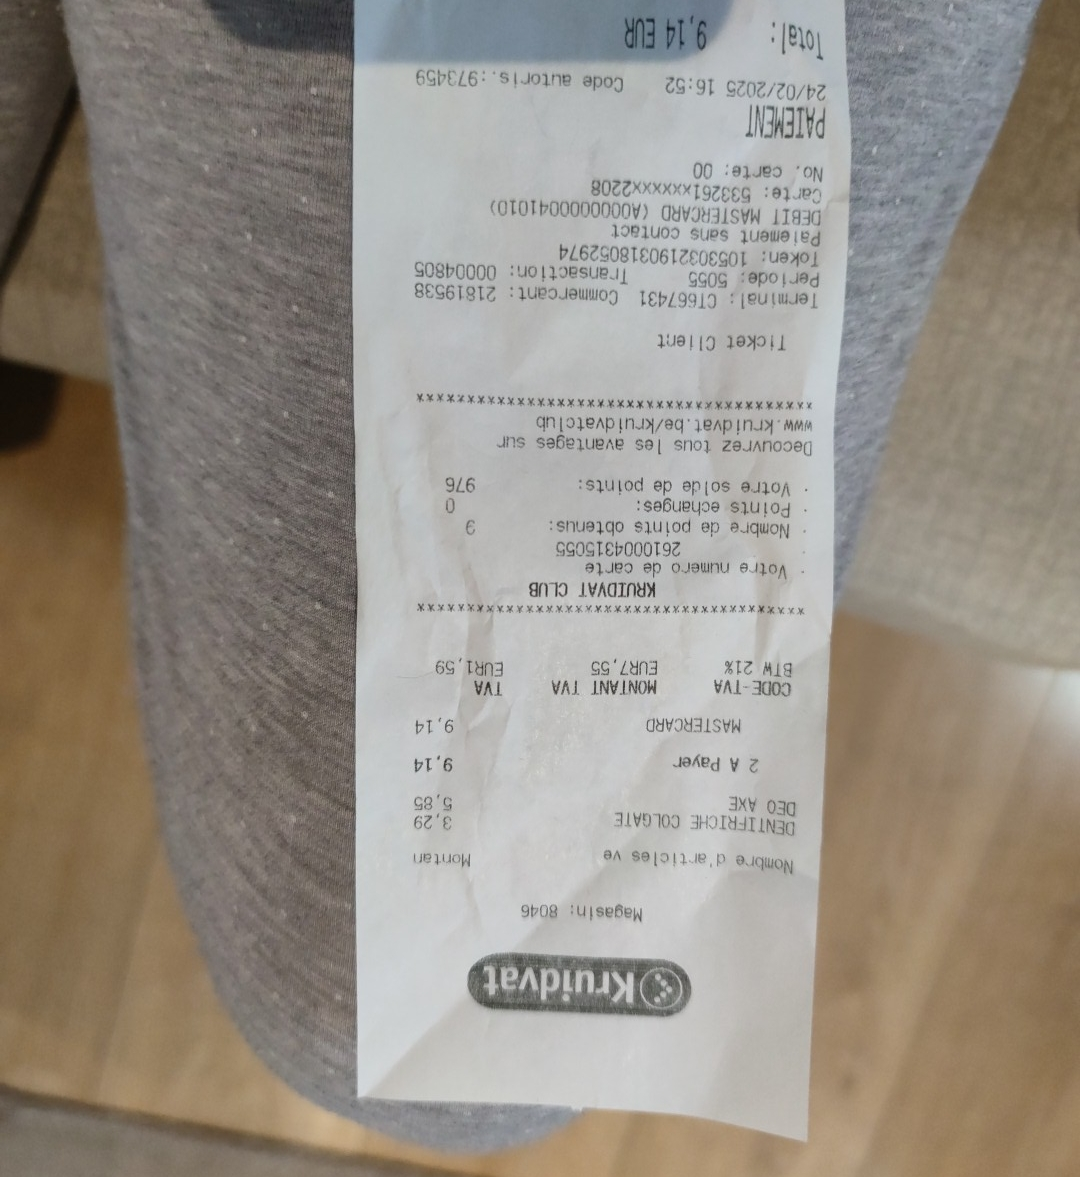 Kruidvat
Magasin: 8046
Nombre d'articles ve Montan
DENTIFRICHE COLGATE 3,29
DEO AXE 5,85
2 A Payer 9,14
MASTERCARD 9,14
CODE-TVA MONTANT TVA TVA
BTW 21% EUR7,55 EUR1,59
****************************************
KRUIDVAT CLUB
· Votre numero de carte
· 2610004315055
· Nombre de points obtenus: 9
· Points echanges: 0
· Votre solde de points: 976
Decouvrez tous les avantages sur
www.kruidvat.be/kruidvatclub
****************************************
Ticket Client
Terminal: CT667431 Commercant: 21819538
Periode: 5055 Transaction: 00004805
Token: 1053032190318052974
Paiement sans contact
DEBIT MASTERCARD (A0000000041010)
Carte: 533261xxxxxx2208
No. carte: 00
PAIEMENT
24/02/2025 16:52 Code autoris.:973459
Total: 9,14 EUR